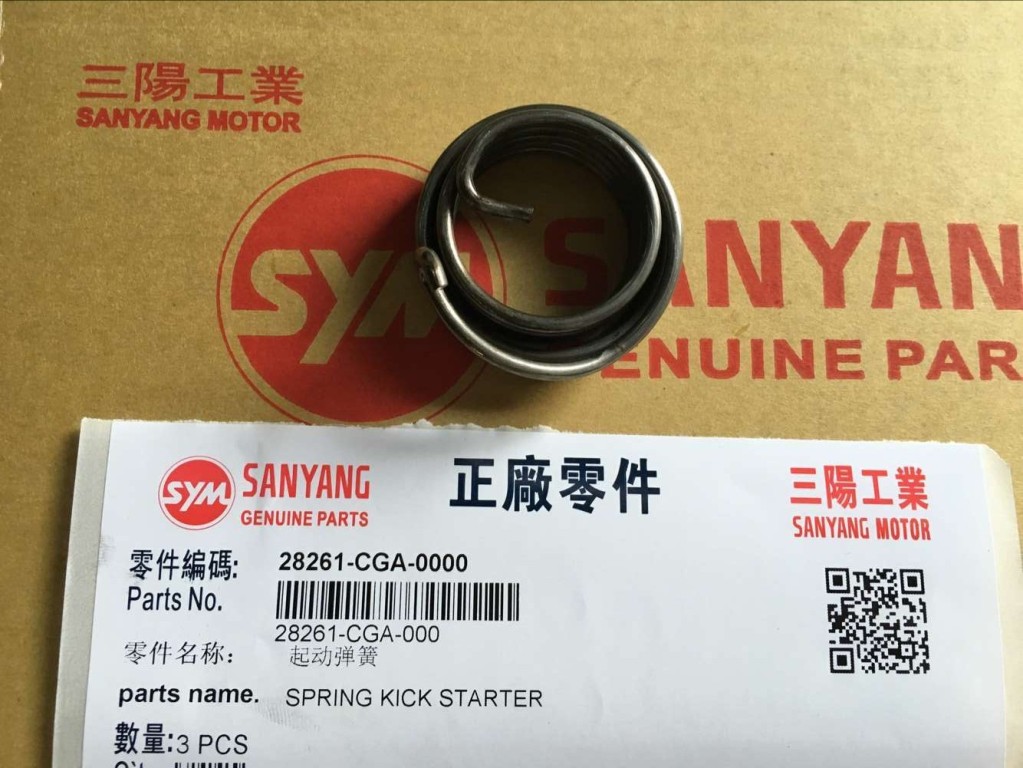 三陽工業
SANYANG MOTOR
SYM
SANYAN
ENUINE PAR
SYM SANYANG
GENUINE PARTS
正廠零件
三陽工業
SANYANG MOTOR
零件編碼: 28261-CGA-0000
Parts No.
28261-CGA-000
零件名称： 起动弹簧
parts name. SPRING KICK STARTER
數量:3 PCS